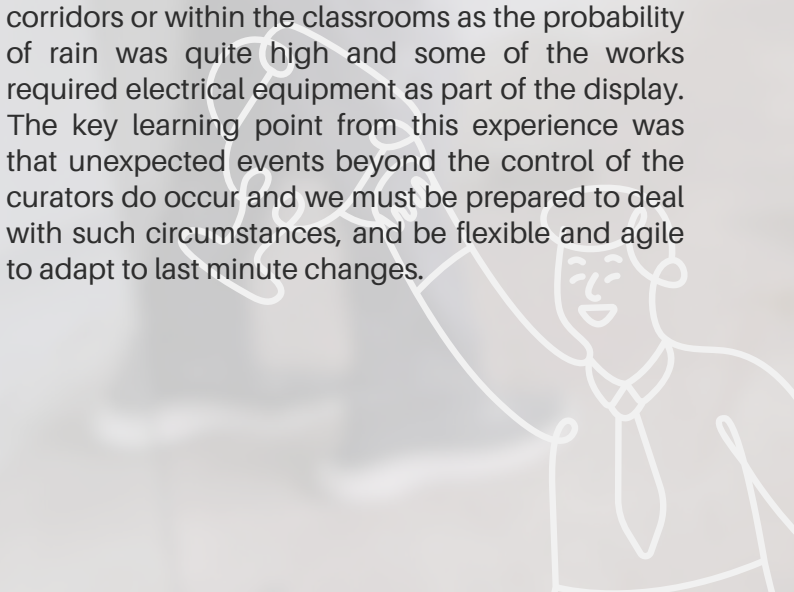 corridors or within the classrooms as the probability
of rain was quite high and some of the works
required electrical equipment as part of the display.
The key learning point from this experience was
that unexpected events beyond the control of the
curators do occur and we must be prepared to deal
with such circumstances, and be flexible and agile
to adapt to last minute changes.